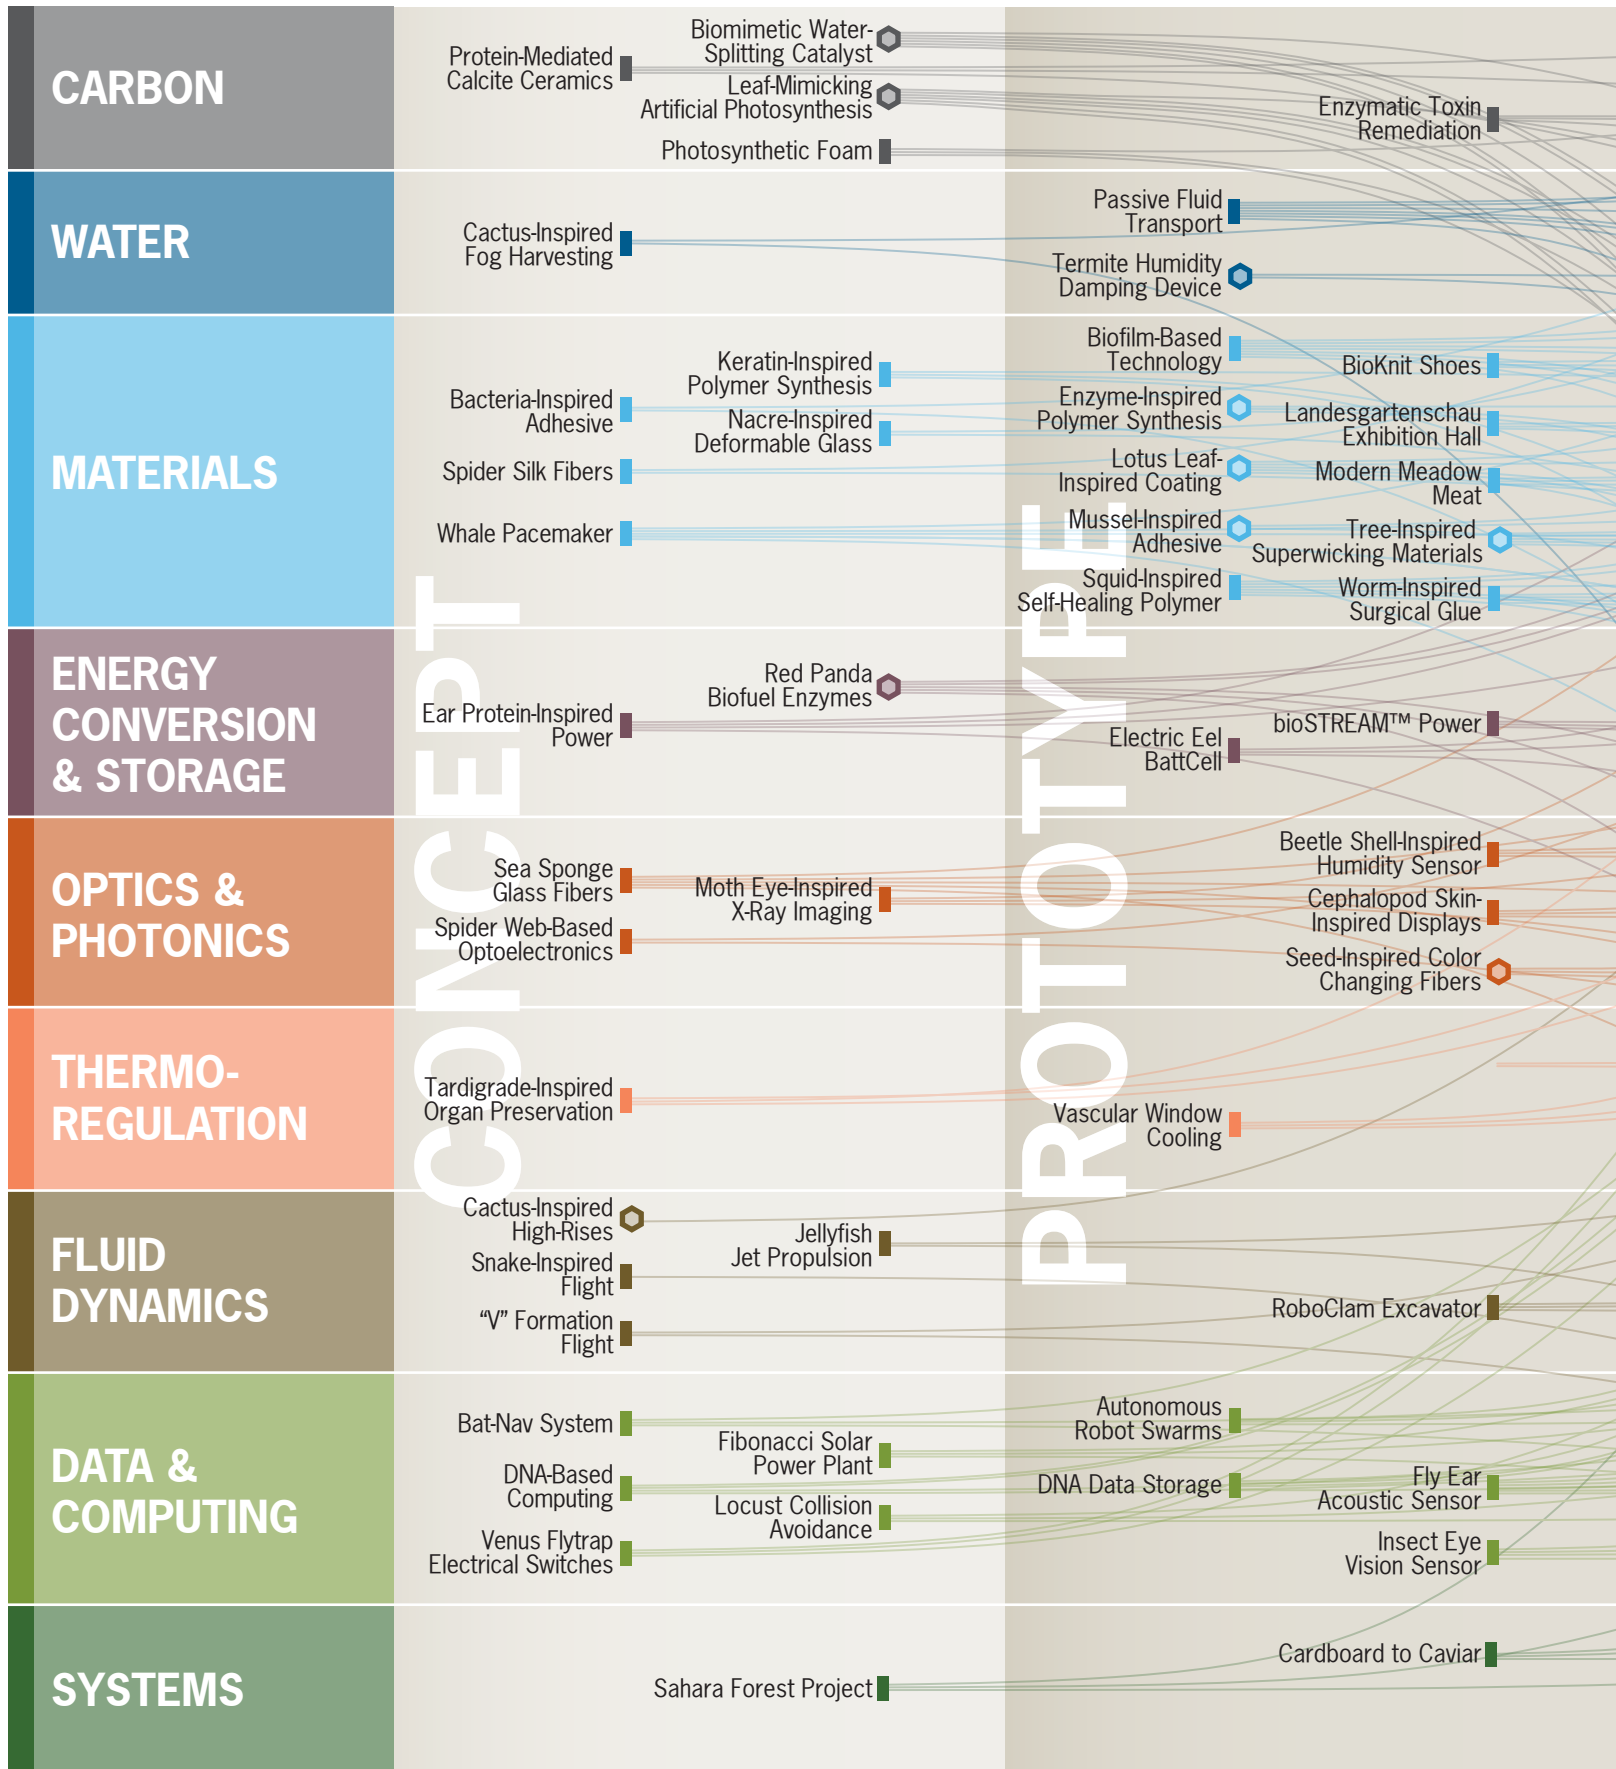 CARBON
Protein-Mediated
Calcite Ceramics
Biomimetic Water-
Splitting Catalyst
Leaf-Mimicking
Artificial Photosynthesis
Photosynthetic Foam
Enzymatic Toxin
Remediation
WATER
Cactus-Inspired
Fog Harvesting
Passive Fluid
Transport
Termite Humidity
Damping Device
MATERIALS
Bacteria-Inspired
Adhesive
Spider Silk Fibers
Whale Pacemaker
Keratin-Inspired
Polymer Synthesis
Nacre-Inspired
Deformable Glass
Biofilm-Based
Technology
Enzyme-Inspired
Polymer Synthesis
Lotus Leaf-
Inspired Coating
Mussel-Inspired
Adhesive
Squid-Inspired
Self-Healing Polymer
BioKnit Shoes
Landesgartenschau
Exhibition Hall
Modern Meadow
Meat
Tree-Inspired
Superwicking Materials
Worm-Inspired
Surgical Glue
CONCEPT
PROTOTYPE
ENERGY
CONVERSION
& STORAGE
Ear Protein-Inspired
Power
Red Panda
Biofuel Enzymes
Electric Eel
BattCell
bioSTREAM™ Power
OPTICS &
PHOTONICS
Sea Sponge
Glass Fibers
Spider Web-Based
Optoelectronics
Moth Eye-Inspired
X-Ray Imaging
Beetle Shell-Inspired
Humidity Sensor
Cephalopod Skin-
Inspired Displays
Seed-Inspired Color
Changing Fibers
THERMO-
REGULATION
Tardigrade-Inspired
Organ Preservation
Vascular Window
Cooling
FLUID
DYNAMICS
Cactus-Inspired
High-Rises
Snake-Inspired
Flight
“V” Formation
Flight
Jellyfish
Jet Propulsion
RoboClam Excavator
DATA &
COMPUTING
Bat-Nav System
DNA-Based
Computing
Venus Flytrap
Electrical Switches
Fibonacci Solar
Power Plant
Locust Collision
Avoidance
Autonomous
Robot Swarms
DNA Data Storage
Fly Ear
Acoustic Sensor
Insect Eye
Vision Sensor
SYSTEMS
Sahara Forest Project
Cardboard to Caviar